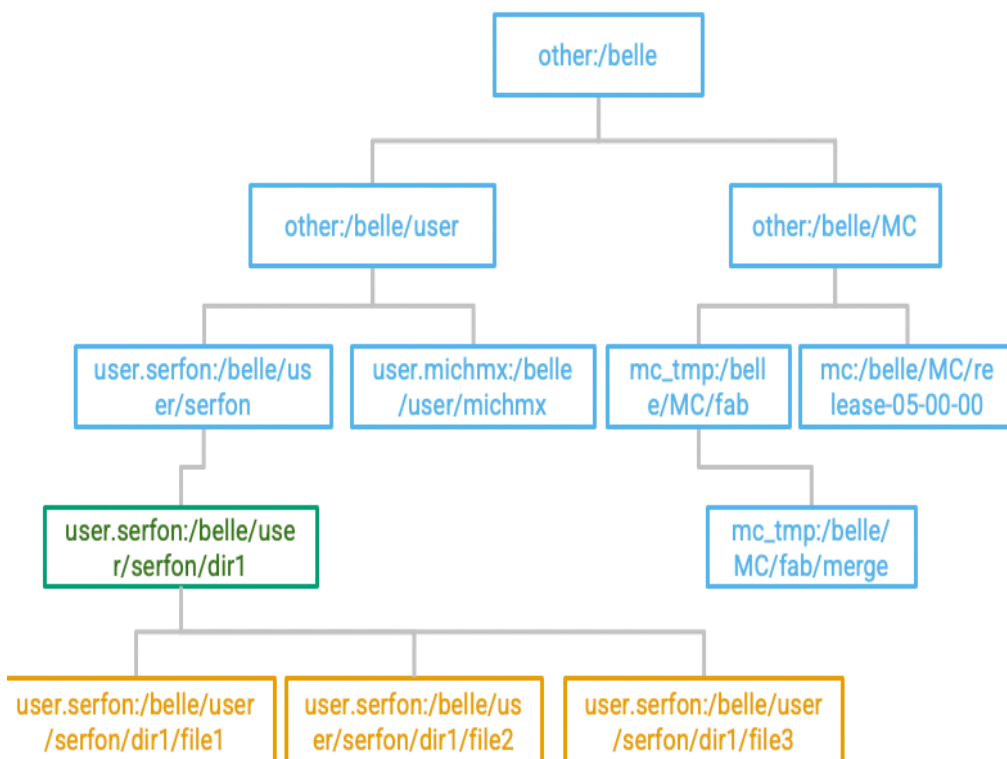 other:/belle
other:/belle/user
other:/belle/MC
user.serfon:/belle/us
er/serfon
user.michmx:/belle
/user/michmx
mc_tmp:/bell
e/MC/fab
mc:/belle/MC/re
lease-05-00-00
user.serfon:/belle/use
r/serfon/dir1
mc_tmp:/belle/
MC/fab/merge
user.serfon:/belle/user
/serfon/dir1/file1
user.serfon:/belle/us
er/serfon/dir1/file2
user.serfon:/belle/user
/serfon/dir1/file3